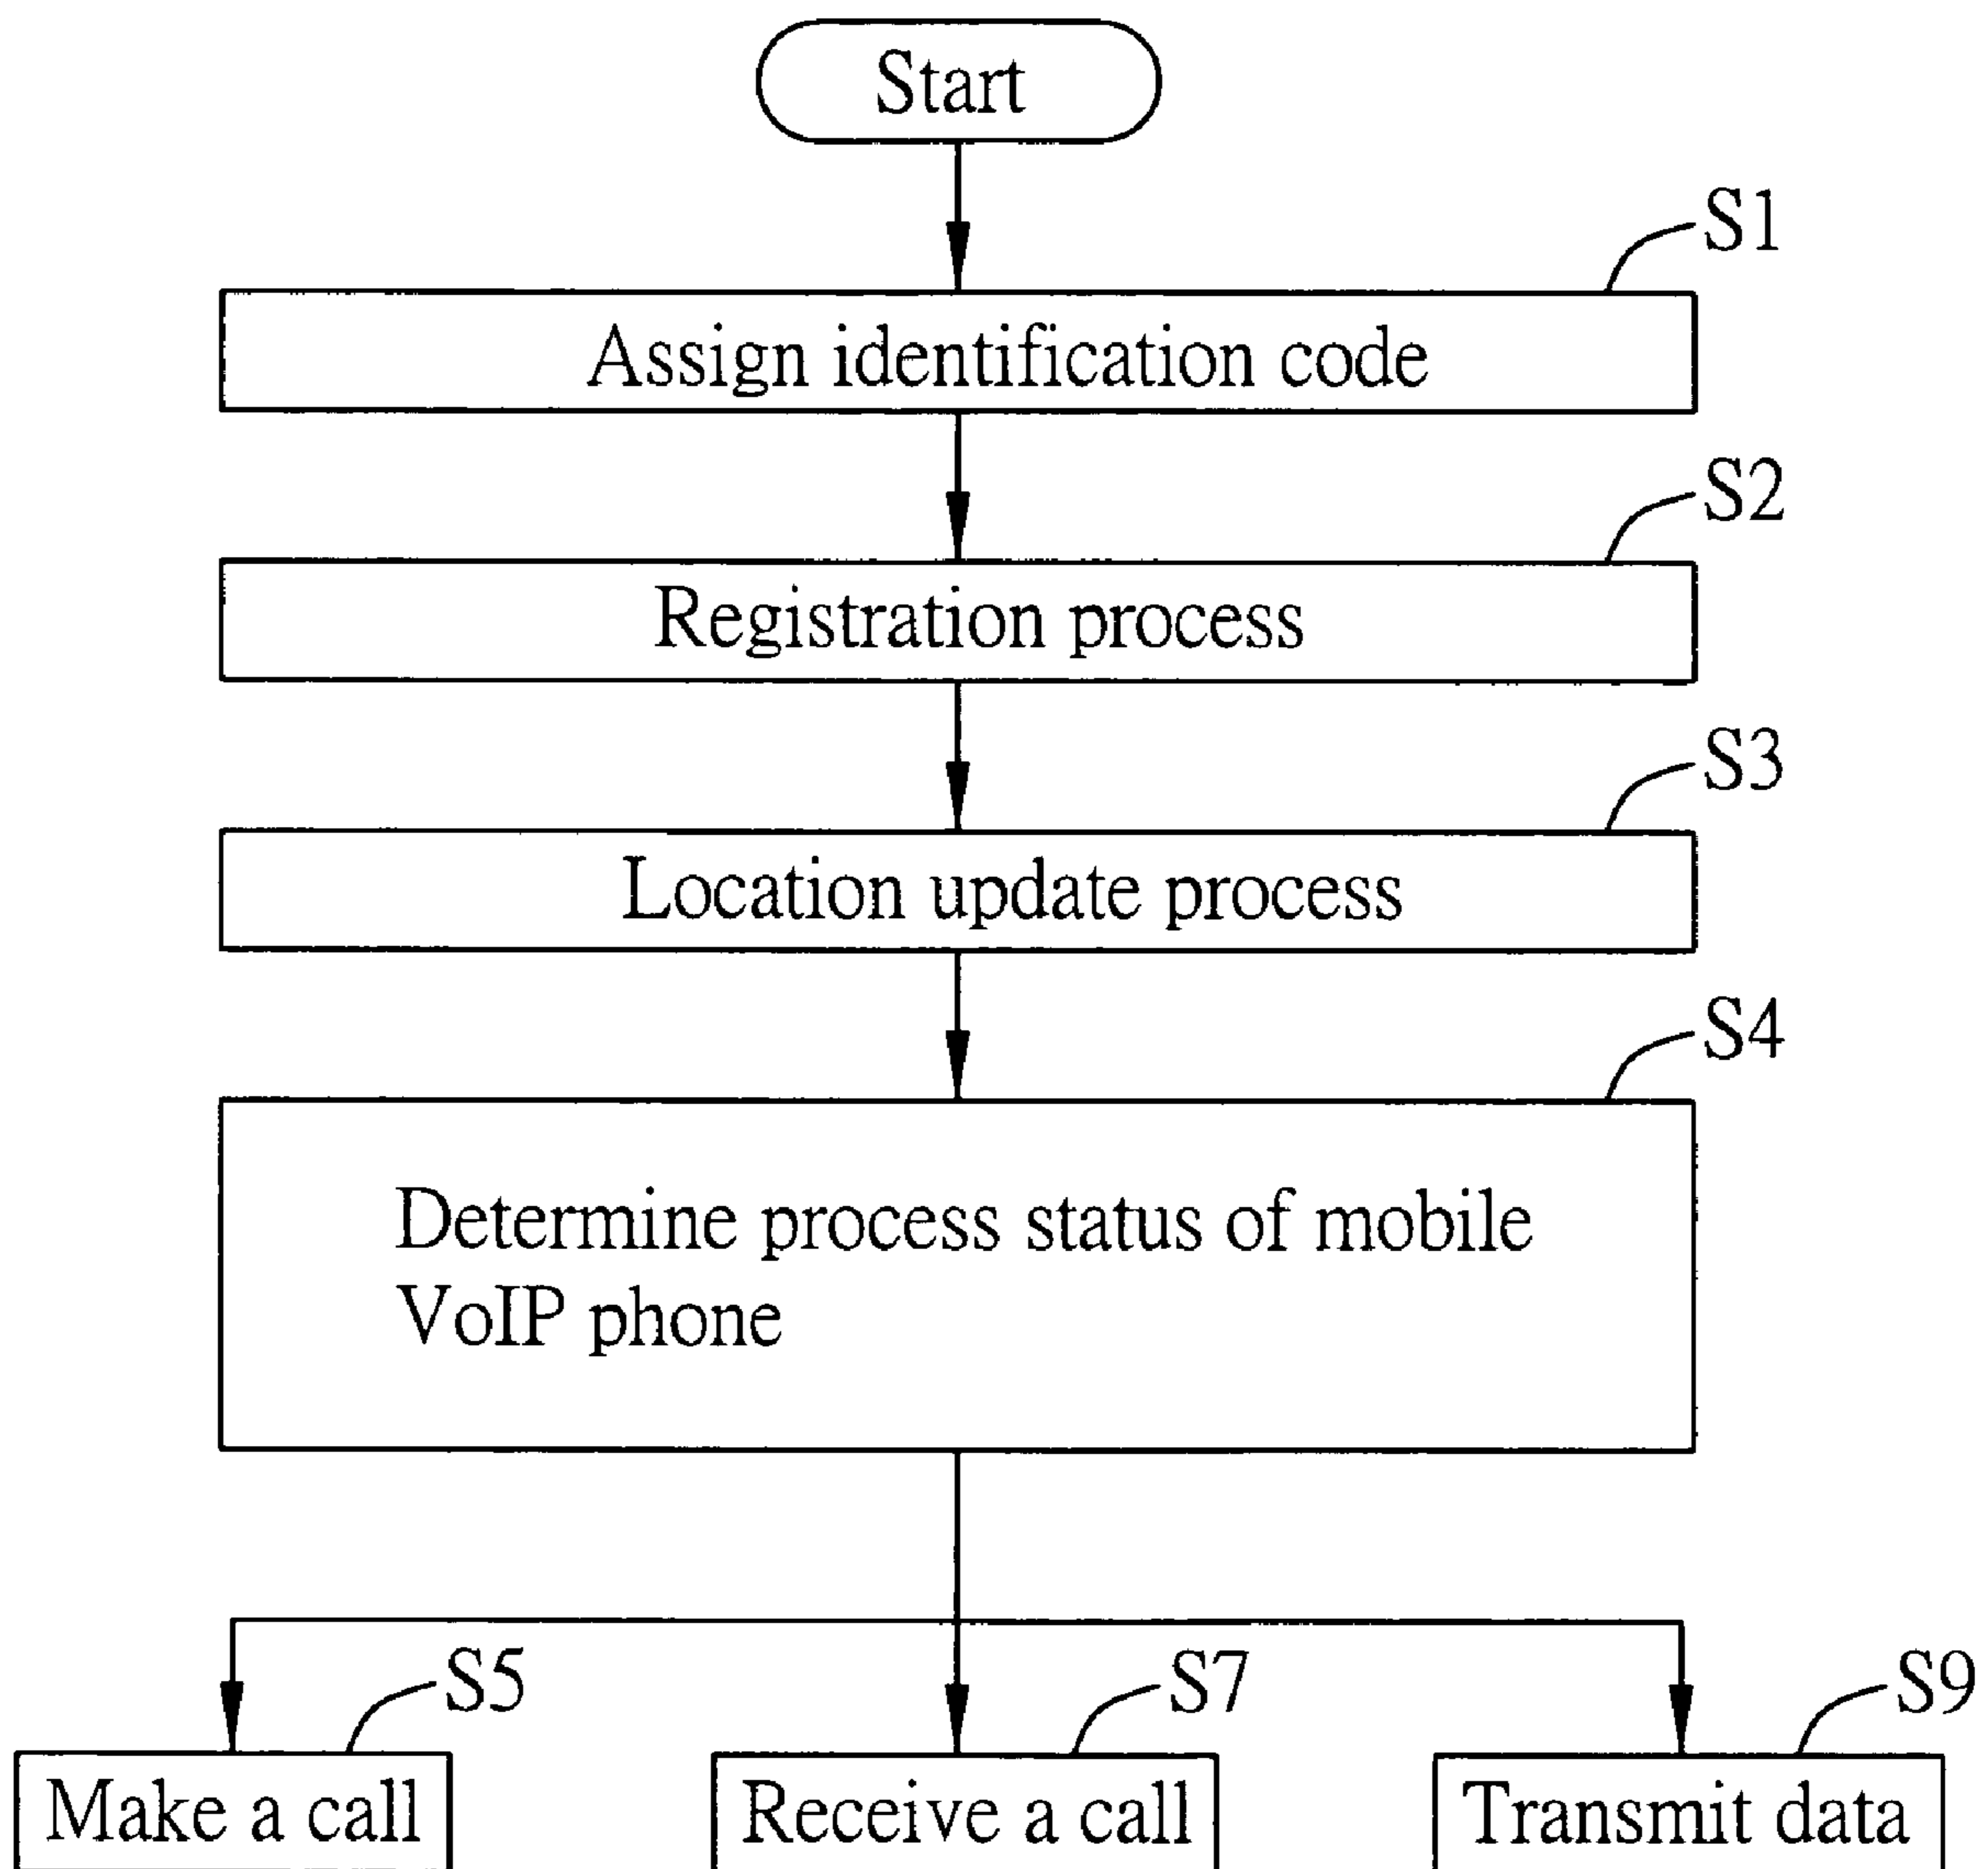 Start
S1
Assign identification code
S2
Registration process
S3
Location update process
S4
Determine process status of mobile
VoIP phone
S5
S7
S9
Make a call
Receive a call
Transmit data